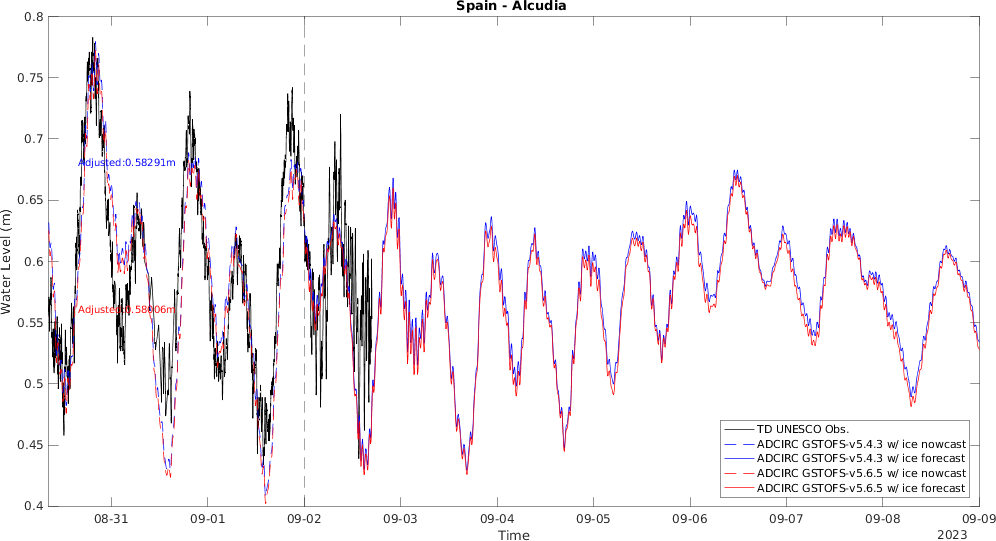 Spain - Alcudia
0.8
0.75
0.7
0.65
0.6
0.55
0.5
0.45
0.4
Water Level (m)
Adjusted:0.58291m
Adjusted:0.58006m
TD UNESCO Obs.
ADCIRC GSTOFS-v5.4.3 w/ ice nowcast
ADCIRC GSTOFS-v5.4.3 w/ ice forecast
ADCIRC GSTOFS-v5.6.5 w/ ice nowcast
ADCIRC GSTOFS-v5.6.5 w/ ice forecast
08-31 09-01 09-02 09-03 09-04 09-05 09-06 09-07 09-08 09-09
Time
2023